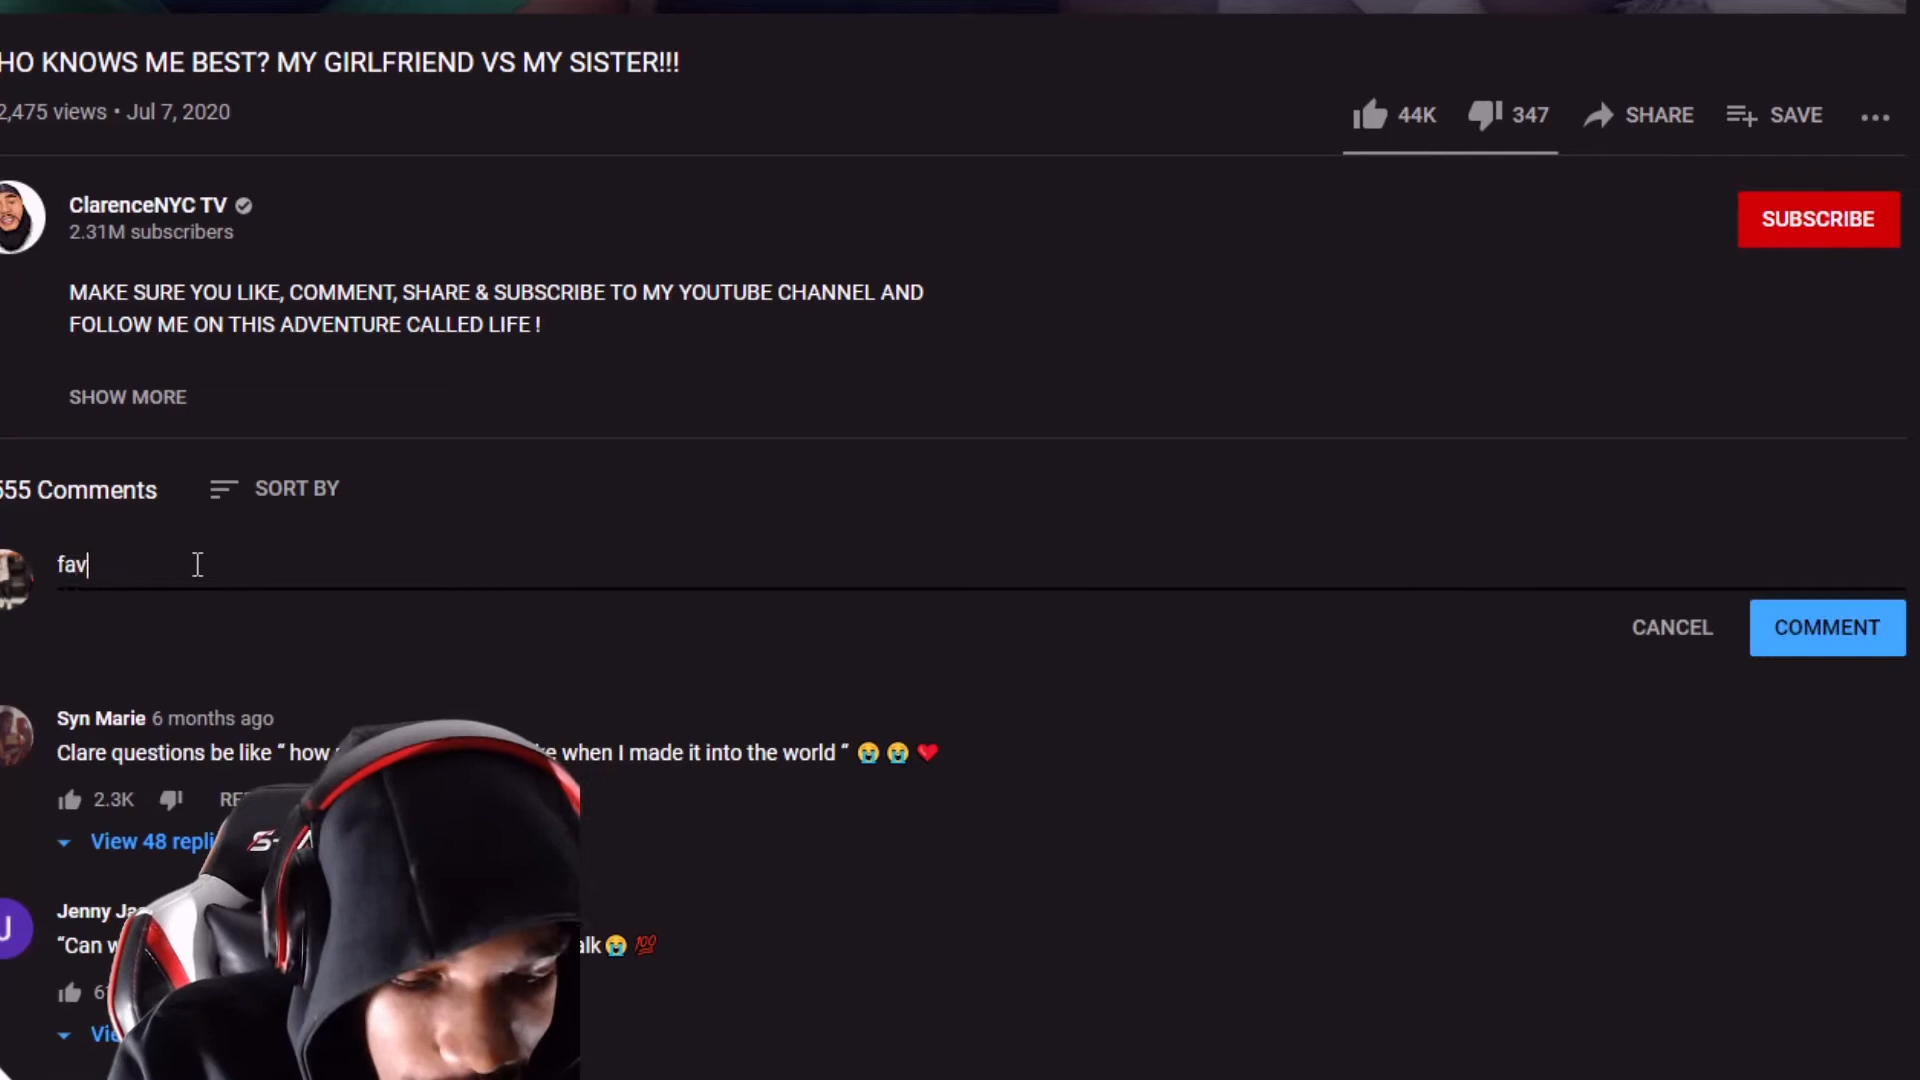 HO KNOWS ME BEST? MY GIRLFRIEND VS MY SISTER!!!
2,475 views • Jul 7, 2020
44K 347 SHARE SAVE
ClarenceNYC TV
2.31M subscribers
SUBSCRIBE
MAKE SURE YOU LIKE, COMMENT, SHARE & SUBSCRIBE TO MY YOUTUBE CHANNEL AND
FOLLOW ME ON THIS ADVENTURE CALLED LIFE !
SHOW MORE
555 Comments SORT BY
fav
CANCEL COMMENT
Syn Marie 6 months ago
Clare questions be like “ how when I made it into the world “ 😭 😭 ❤️
2.3K
View 48
Jenny
“Can 😭 💯